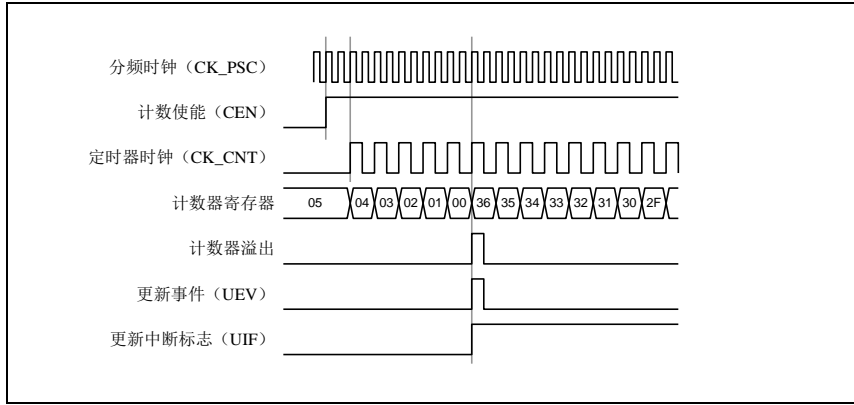 分频时钟（CK_PSC）
计数使能（CEN）
定时器时钟（CK_CNT）
计数器寄存器 05 04 03 02 01 00 36 35 34 33 32 31 30 2F
计数器溢出
更新事件（UEV）
更新中断标志（UIF）